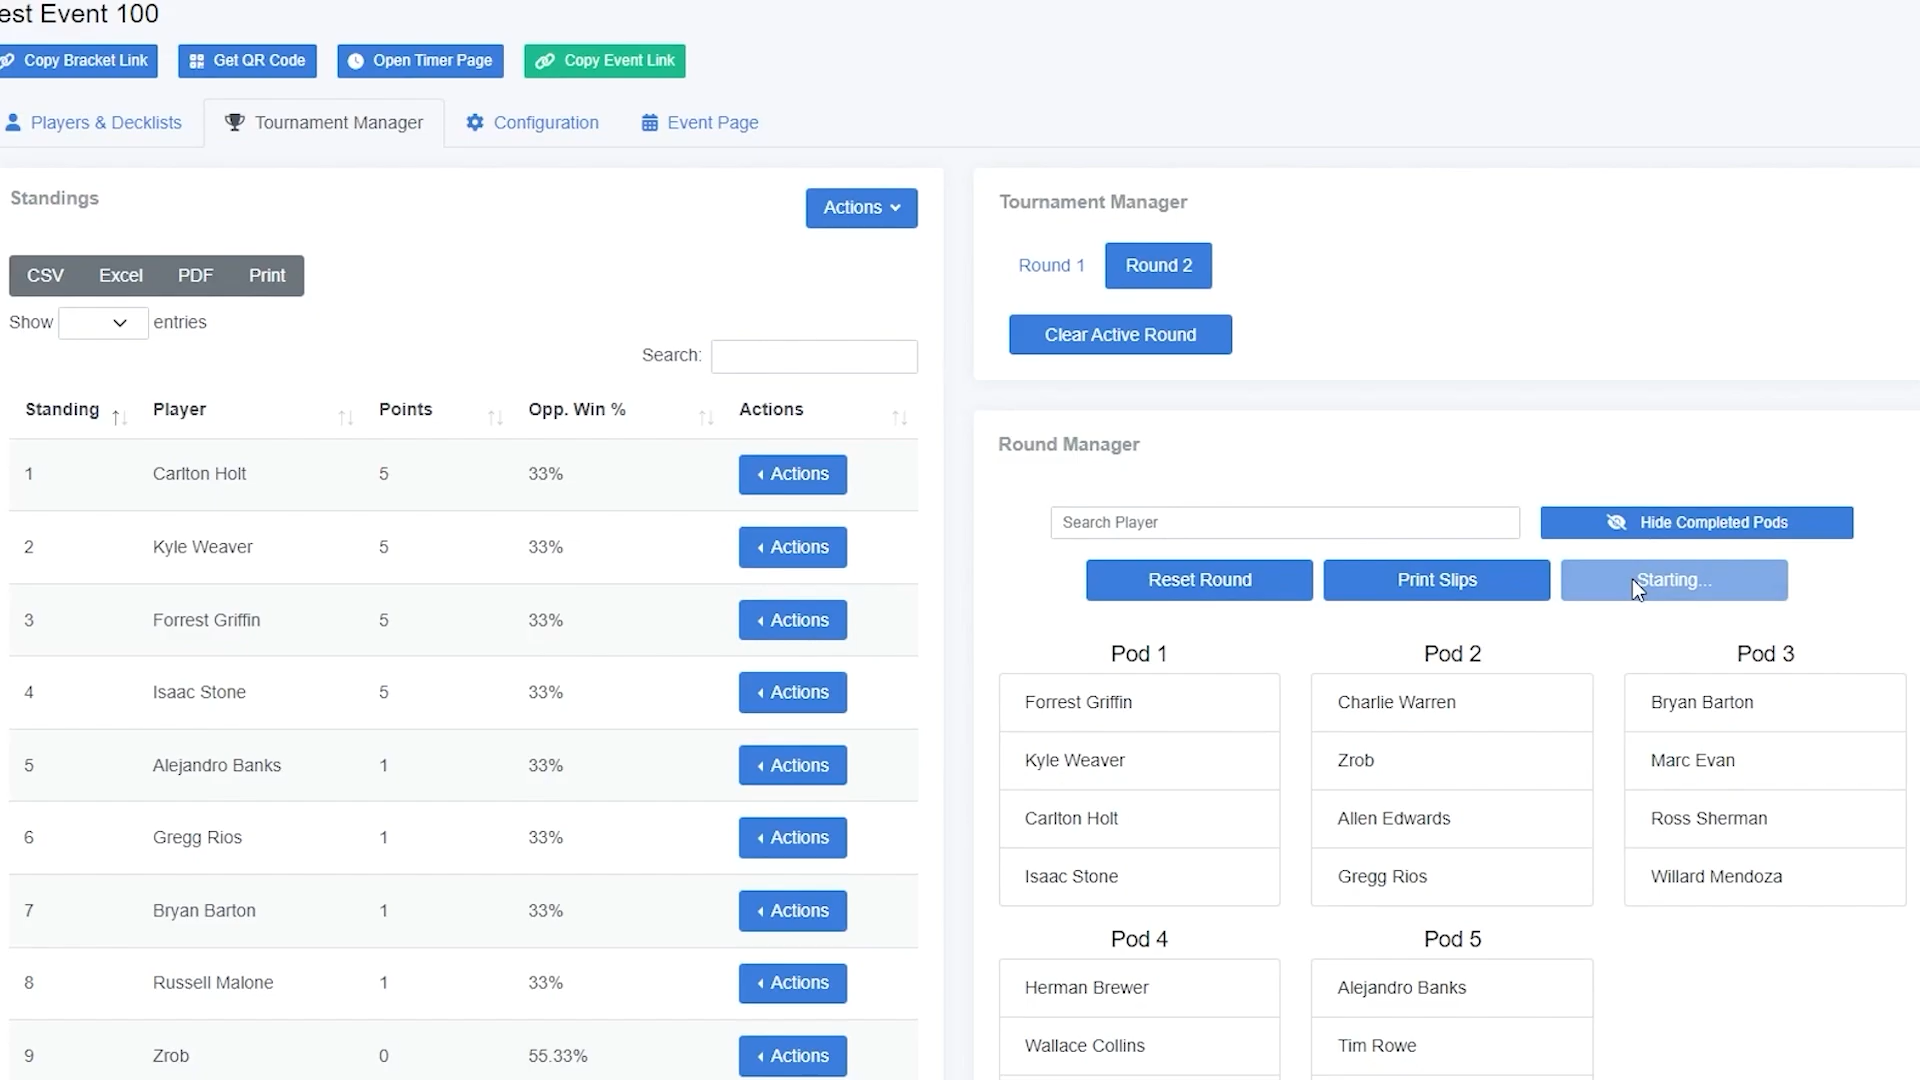 est Event 100
Copy Bracket Link
Get QR Code
Open Timer Page
Copy Event Link
Players & Decklists
Tournament Manager
Configuration
Event Page
Standings
Actions
CSV Excel PDF Print
Show entries
Search:
Standing Player Points Opp. Win % Actions
1 Carlton Holt 5 33% Actions
2 Kyle Weaver 5 33% Actions
3 Forrest Griffin 5 33% Actions
4 Isaac Stone 5 33% Actions
5 Alejandro Banks 1 33% Actions
6 Gregg Rios 1 33% Actions
7 Bryan Barton 1 33% Actions
8 Russell Malone 1 33% Actions
9 Zrob 0 55.33% Actions
Tournament Manager
Round 1 Round 2
Clear Active Round
Round Manager
Search Player
Hide Completed Pods
Reset Round
Print Slips
Starting...
Pod 1
Forrest Griffin
Kyle Weaver
Carlton Holt
Isaac Stone
Pod 2
Charlie Warren
Zrob
Allen Edwards
Gregg Rios
Pod 3
Bryan Barton
Marc Evan
Ross Sherman
Willard Mendoza
Pod 4
Herman Brewer
Wallace Collins
Pod 5
Alejandro Banks
Tim Rowe